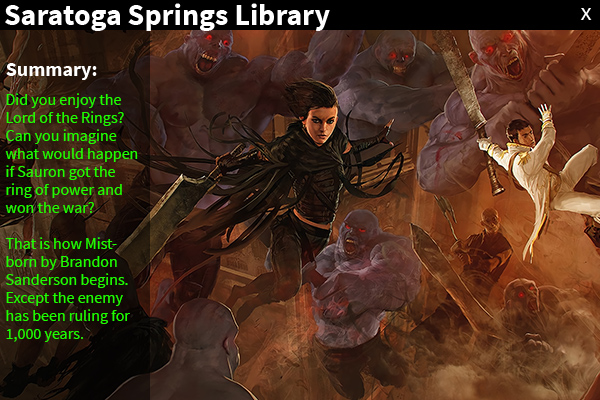 Saratoga Springs Library
X
Summary:
Did you enjoy the
Lord of the Rings?
Can you imagine
what would happen
if Sauron got the
ring of power and
won the war?
That is how Mist-
born by Brandon
Sanderson begins.
Except the enemy
has been ruling for
1,000 years.